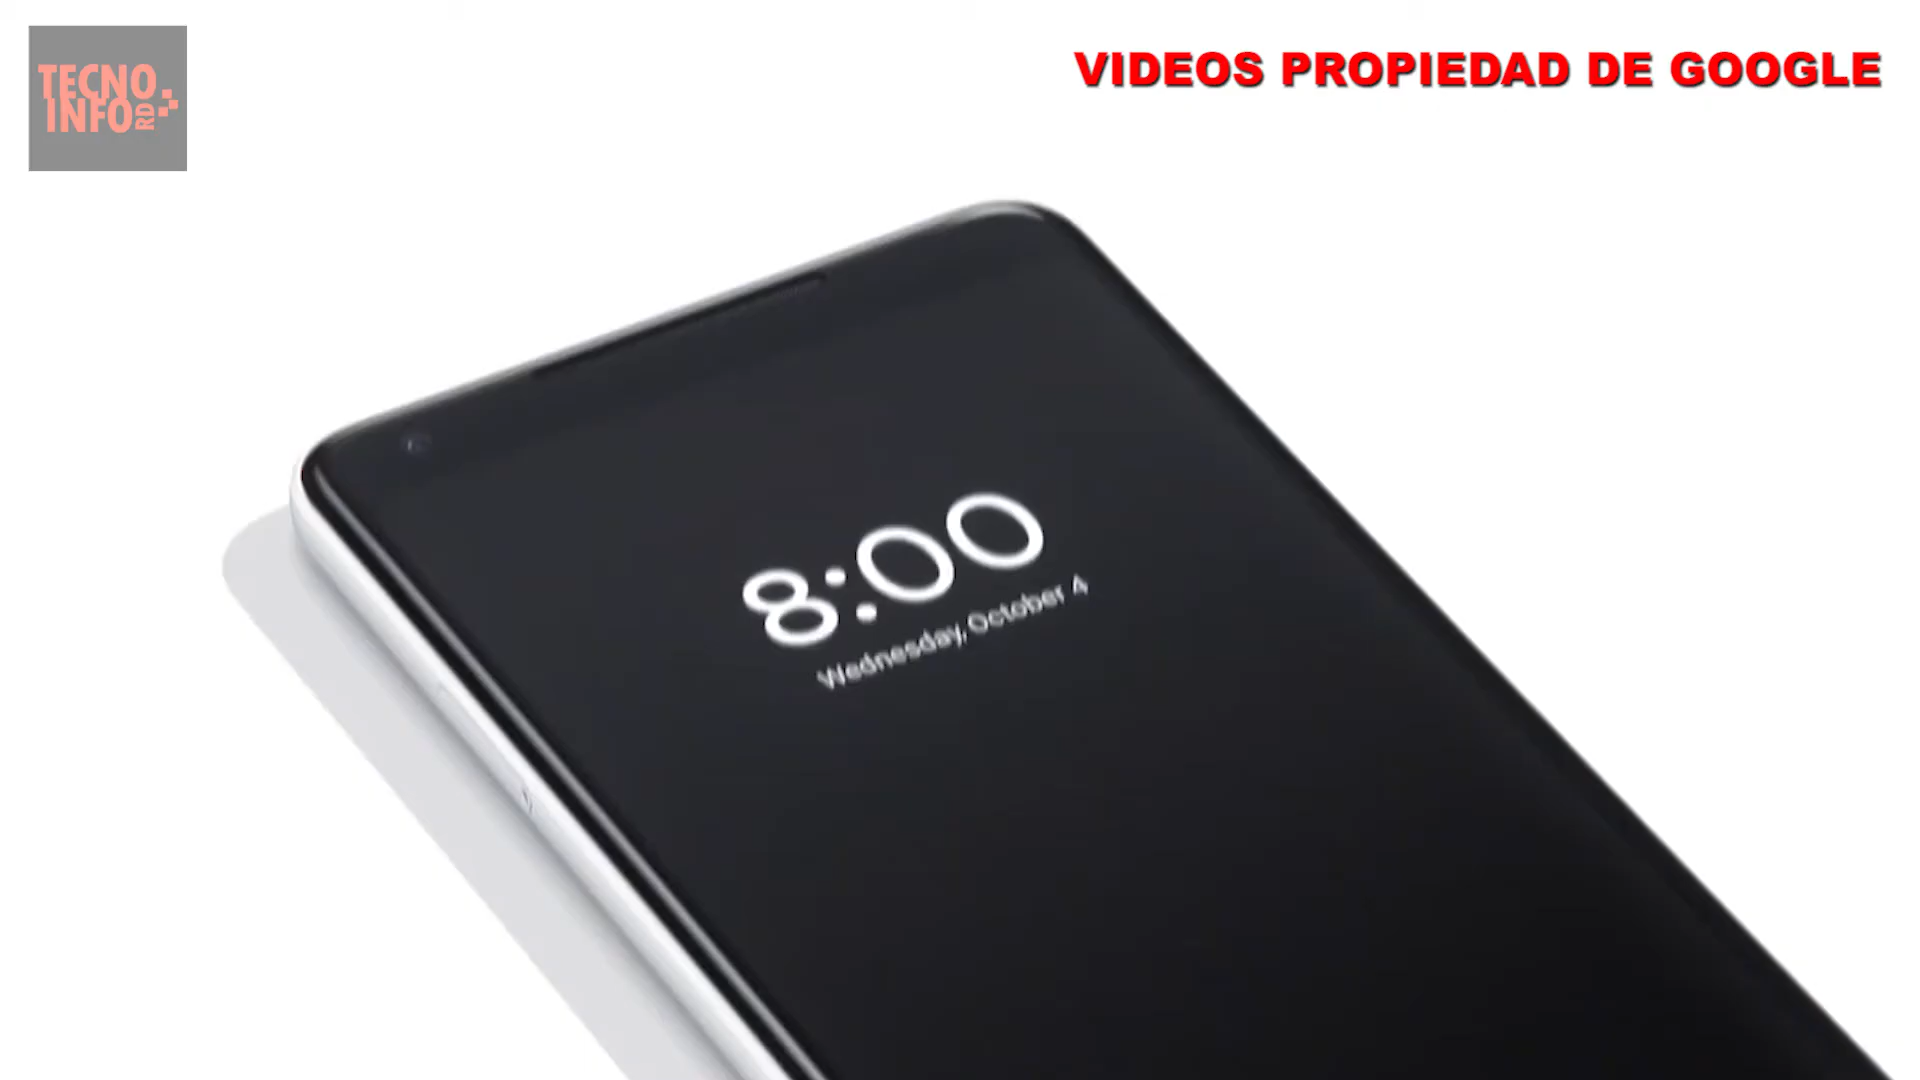 TECNO
INFO RD
VIDEOS PROPIEDAD DE GOOGLE
8:00
Wednesday, October 4